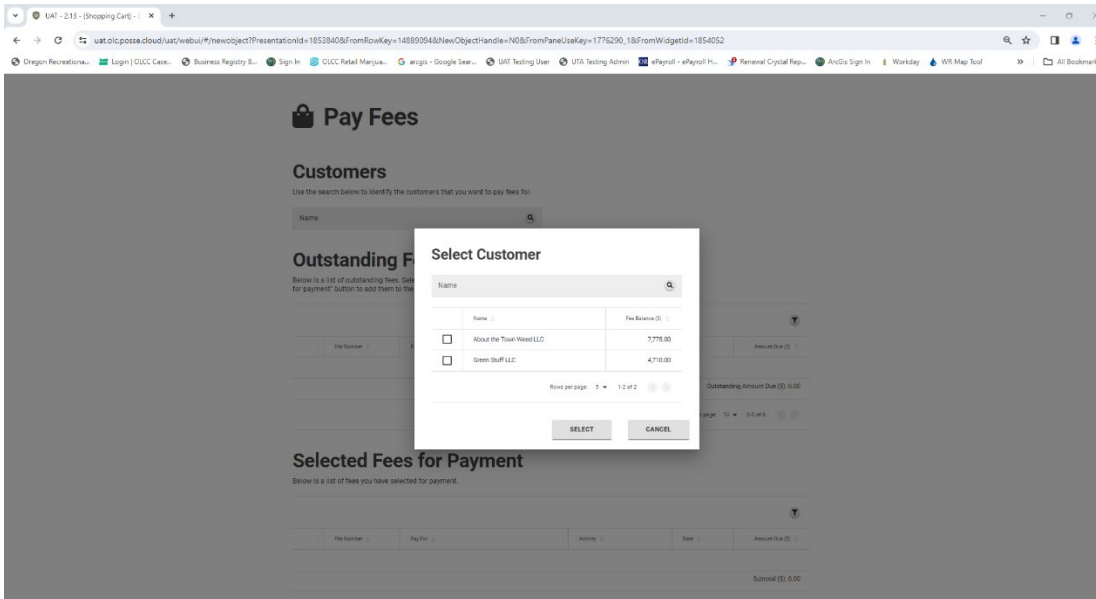 UAT - 2.13 - (Shopping Cart) -
uat.olc.posse.cloud/uat/webui/#/newobject?PresentationId=1853840&FromRowKey=14889094&NewObjectHandle=N0&FromPaneUseKey=1776290_1&FromWidgetId=1854052
Oregon Recreationa... Login | OLCC Case... Business Registry B... Sign In OLCC Retail Marijua... arcgis - Google Sear... UAT Testing User UTA Testing Admin ePayroll - ePayroll H... Renewal Crystal Rep... ArcGis Sign In Workday WR Map Tool » All Bookmark
Pay Fees
Customers
Use the search below to identify the customers that you want to pay fees for.
Name
Outstanding F
Below is a list of outstanding fees. Sele
for payment" button to add them to the
Select Customer
Name
Name Fee Balance ($)
About the Town Weed LLC 7,775.00
Green Stuff LLC 4,710.00
Rows per page 5 1-2 of 2
SELECT CANCEL
File Number Amount Due ($)
Outstanding Amount Due ($) 0.00
page 10 0-0 of 0
Selected Fees for Payment
Below is a list of fees you have selected for payment.
File Number Pay For Activity Date Amount Due ($)
Subtotal ($) 0.00